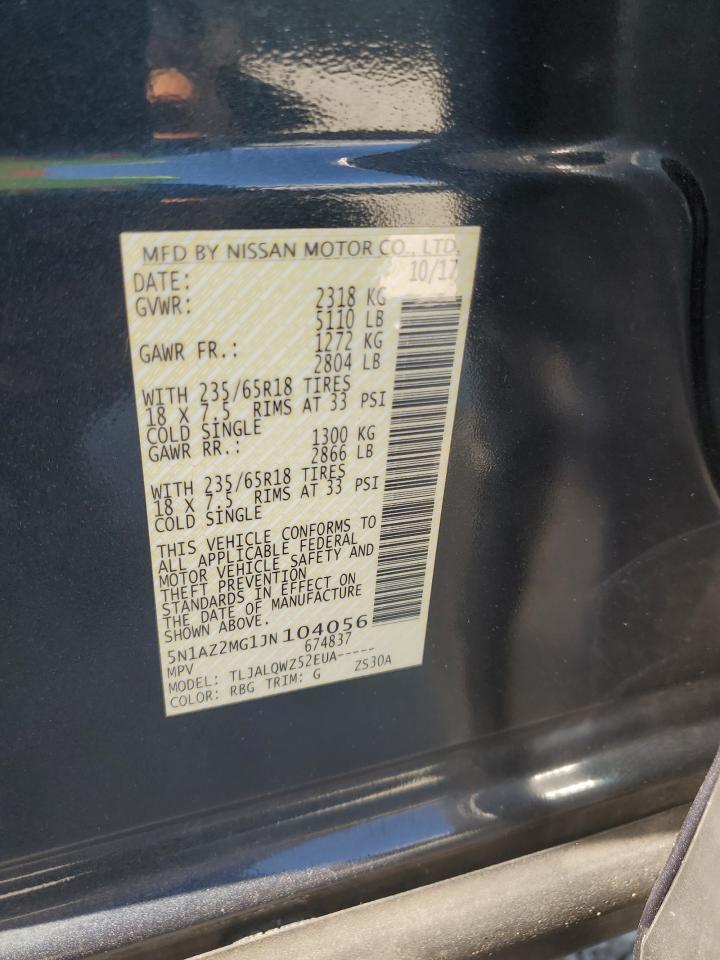 MFD BY NISSAN MOTOR CO., LTD.
DATE: 10/17
GVWR: 2318 KG
5110 LB
GAWR FR.: 1272 KG
2804 LB
WITH 235/65R18 TIRES
18 X 7.5 RIMS AT 33 PSI
COLD SINGLE
GAWR RR.: 1300 KG
2866 LB
WITH 235/65R18 TIRES
18 X 7.5 RIMS AT 33 PSI
COLD SINGLE
THIS VEHICLE CONFORMS TO
ALL APPLICABLE FEDERAL
MOTOR VEHICLE SAFETY AND
THEFT PREVENTION
STANDARDS IN EFFECT ON
THE DATE OF MANUFACTURE
SHOWN ABOVE.
5N1AZ2MG1JN104056
MPV 674837
MODEL: TLJALQWZ52EUA-----
COLOR: RBG TRIM: G ZS30A